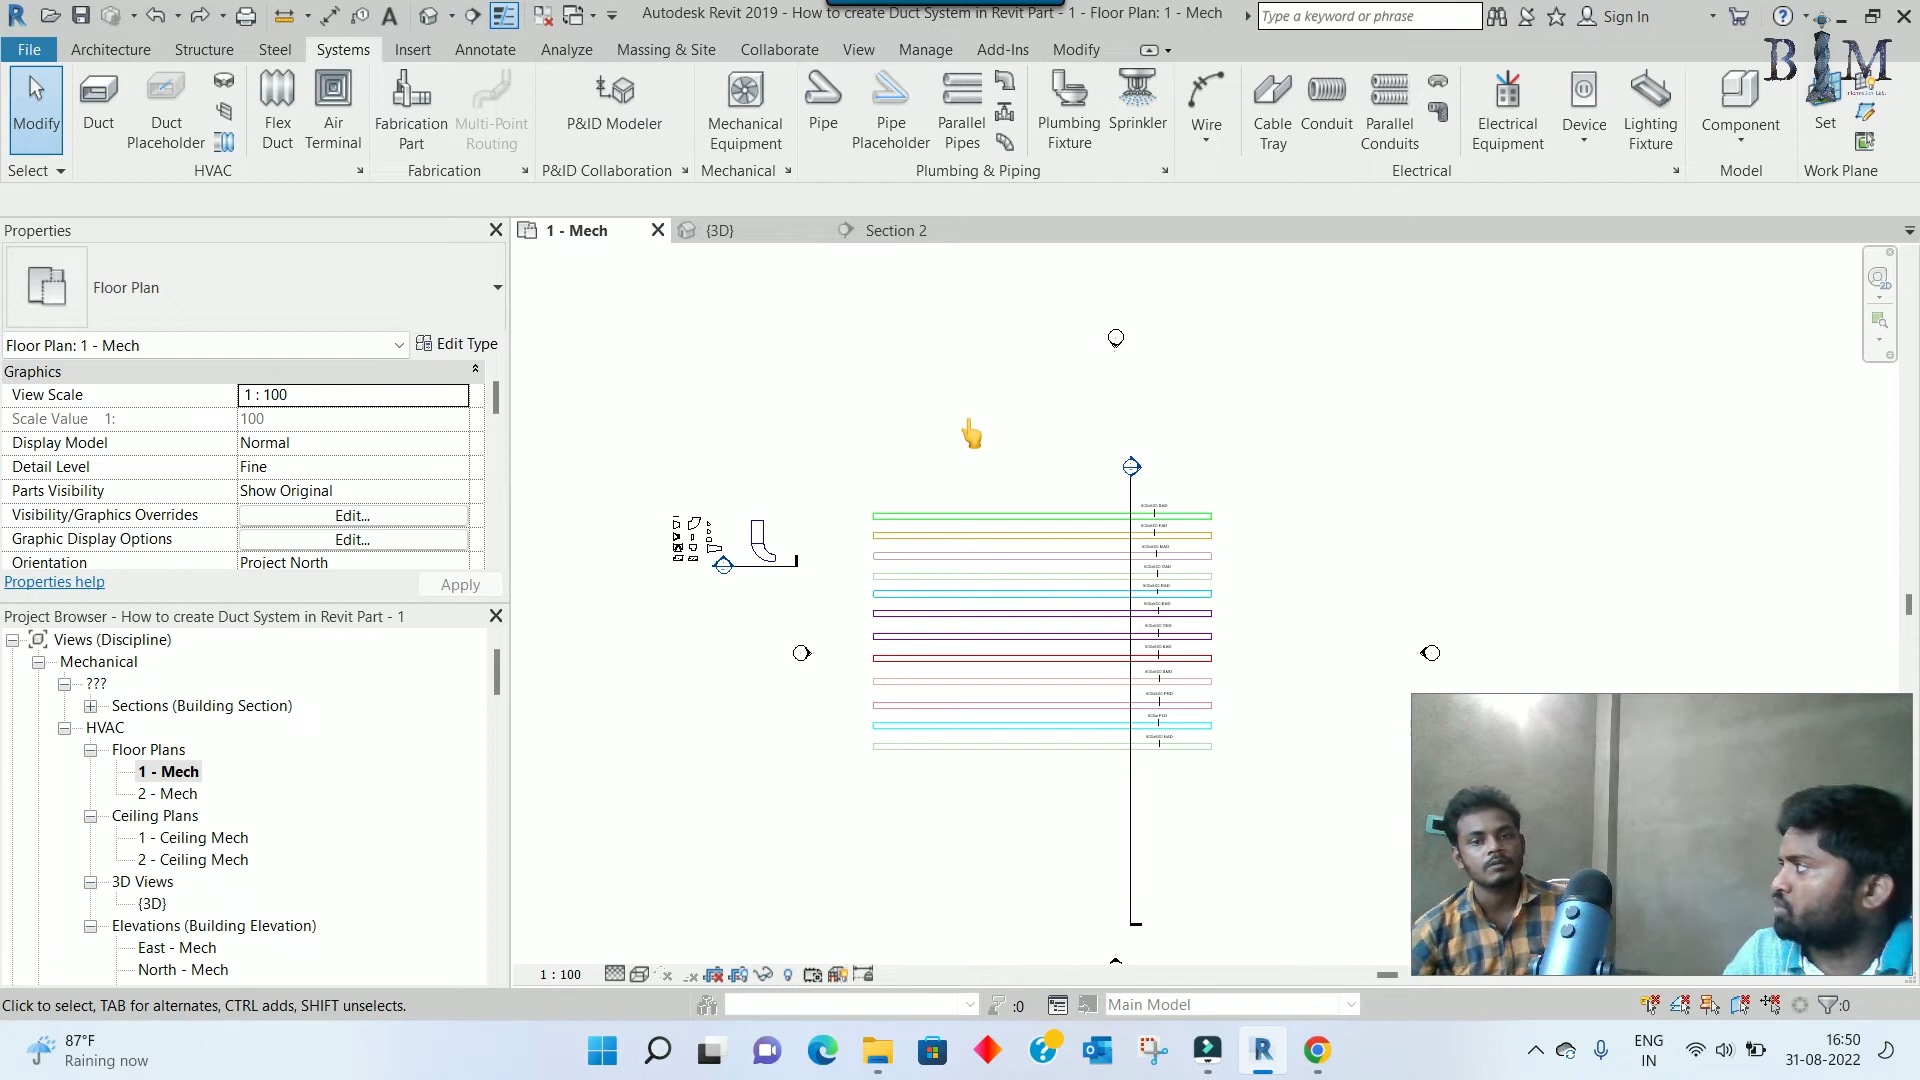 Autodesk Revit 2019 - How to create Duct System in Revit Part - 1 - Floor Plan: 1 - Mech
Type a keyword or phrase
Sign In
File Architecture Structure Steel Systems Insert Annotate Analyze Massing & Site Collaborate View Manage Add-Ins Modify
BIM
Modify
Duct
Duct Placeholder
Flex Duct
Air Terminal
Fabrication Part
Multi-Point Routing
P&ID Modeler
Mechanical Equipment
Pipe
Pipe Placeholder
Parallel Pipes
Plumbing Fixture
Sprinkler
Wire
Cable Tray
Conduit
Parallel Conduits
Electrical Equipment
Device
Lighting Fixture
Component
Set
Select HVAC Fabrication P&ID Collaboration Mechanical Plumbing & Piping Electrical Model Work Plane
Properties
1 - Mech
{3D}
Section 2
2D
Floor Plan
Floor Plan: 1 - Mech
Edit Type
Graphics
View Scale 1 : 100
Scale Value 1: 100
Display Model Normal
Detail Level Fine
Parts Visibility Show Original
Visibility/Graphics Overrides Edit...
Graphic Display Options Edit...
Orientation Project North
Properties help
Apply
Project Browser - How to create Duct System in Revit Part - 1
Views (Discipline)
Mechanical
???
Sections (Building Section)
HVAC
Floor Plans
1 - Mech
2 - Mech
Ceiling Plans
1 - Ceiling Mech
2 - Ceiling Mech
3D Views
{3D}
Elevations (Building Elevation)
East - Mech
North - Mech
1 : 100
Click to select, TAB for alternates, CTRL adds, SHIFT unselects.
:0
Main Model
:0
87°F
Raining now
ENG
IN
16:50
31-08-2022